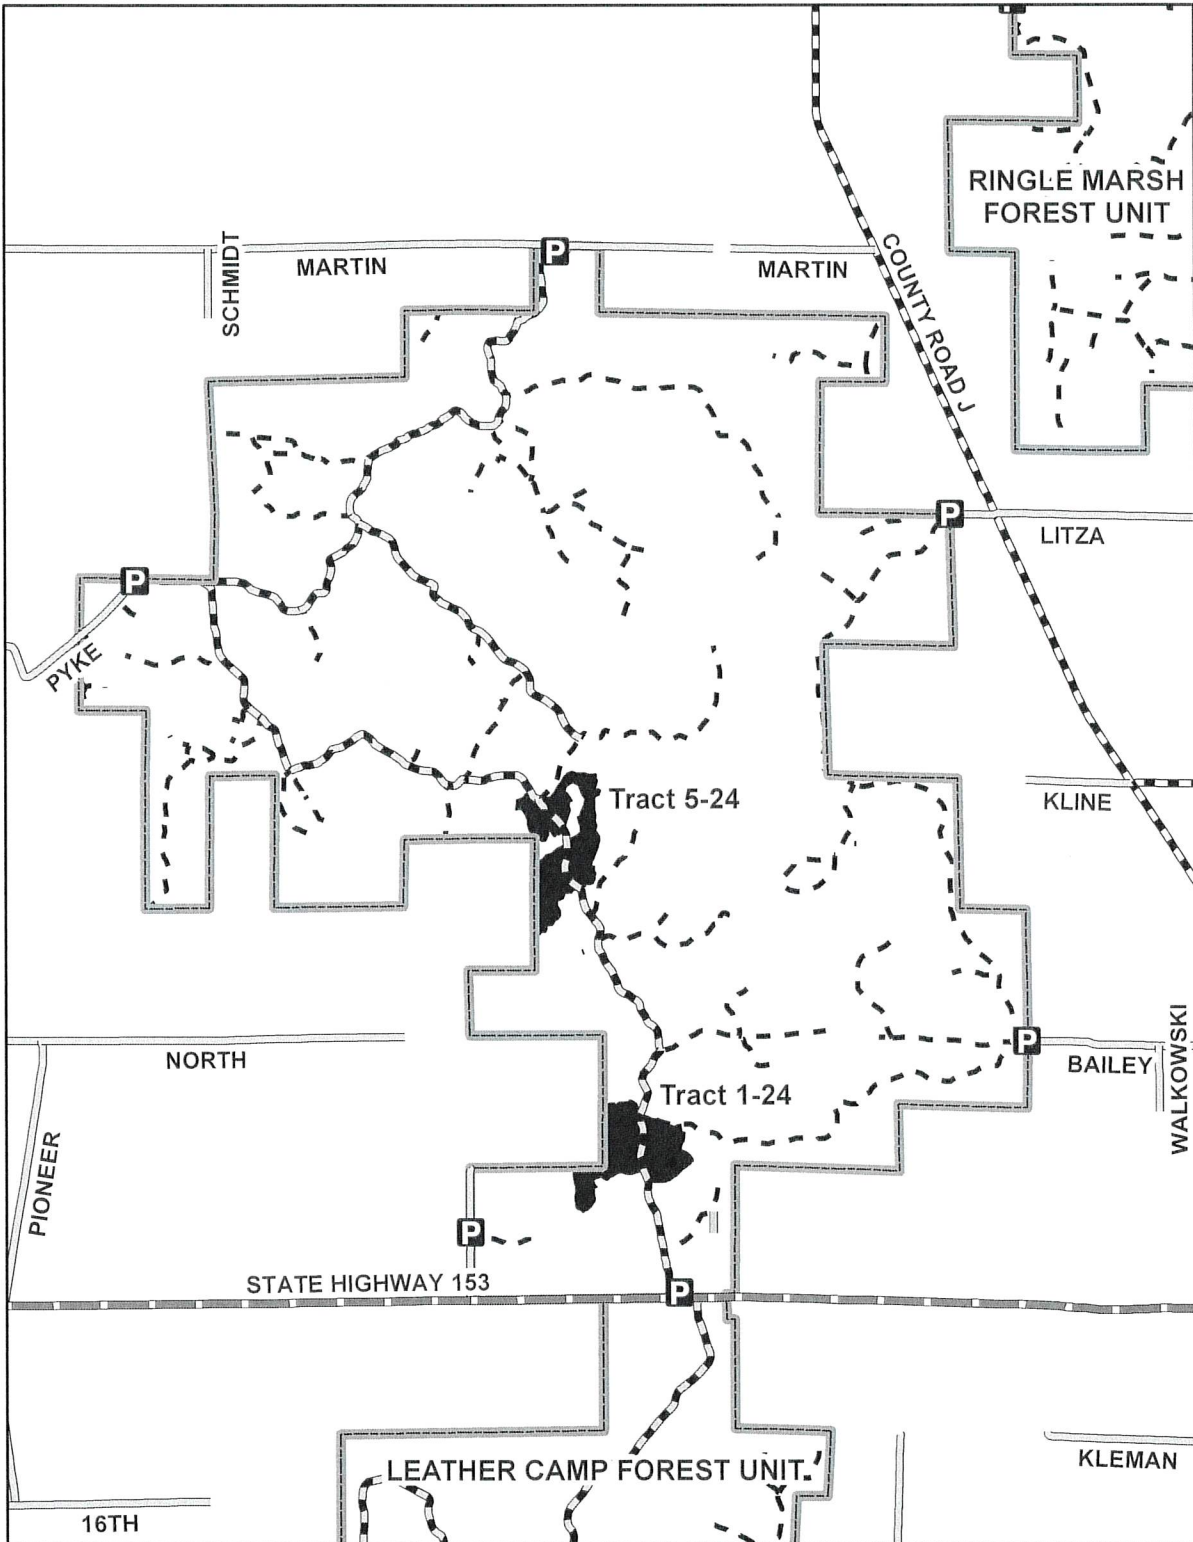 RINGLE MARSH
FOREST UNIT
SCHMIDT
P
MARTIN
MARTIN
COUNTY ROAD J
P
LITZA
P
PYKE
Tract 5-24
KLINE
NORTH
P
BAILEY
WALKOWSKI
Tract 1-24
PIONEER
P
STATE HIGHWAY 153
P
LEATHER CAMP FOREST UNIT
KLEMAN
16TH